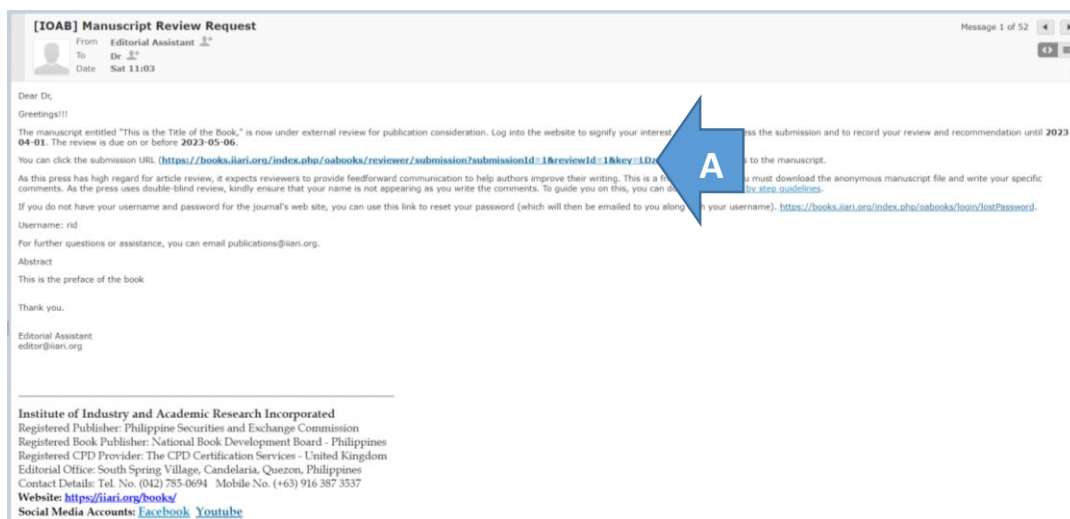 [IOAB] Manuscript Review Request
Message 1 of 52
From Editorial Assistant
To Dr
Date Sat 11:03
Dear Dr,
Greetings!!!
The manuscript entitled "This is the Title of the Book," is now under external review for publication consideration. Log into the website to signify your interest ess the submission and to record your review and recommendation until 2023-
04-01. The review is due on or before 2023-05-06.
You can click the submission URL (https://books.iiari.org/index.php/oabooks/reviewer/submission?submissionId=1&reviewId=1&key=LDz s to the manuscript.
As this press has high regard for article review, it expects reviewers to provide feedforward communication to help authors improve their writing. This is a u must download the anonymous manuscript file and write your specific
comments. As the press uses double-blind review, kindly ensure that your name is not appearing as you write the comments. To guide you on this, you can by step guidelines.
If you do not have your username and password for the journal's web site, you can use this link to reset your password (which will then be emailed to you along your username). https://books.iiari.org/index.php/oabooks/login/lostPassword.
Username: rid
For further questions or assistance, you can email publications@iiari.org.
Abstract
This is the preface of the book
Thank you.
Editorial Assistant
editor@iiari.org
A
Institute of Industry and Academic Research Incorporated
Registered Publisher: Philippine Securities and Exchange Commission
Registered Book Publisher: National Book Development Board - Philippines
Registered CPD Provider: The CPD Certification Services - United Kingdom
Editorial Office: South Spring Village, Candelaria, Quezon, Philippines
Contact Details: Tel. No. (042) 785-0694 Mobile No. (+63) 916 387 3537
Website: https://iiari.org/books/
Social Media Accounts: Facebook Youtube